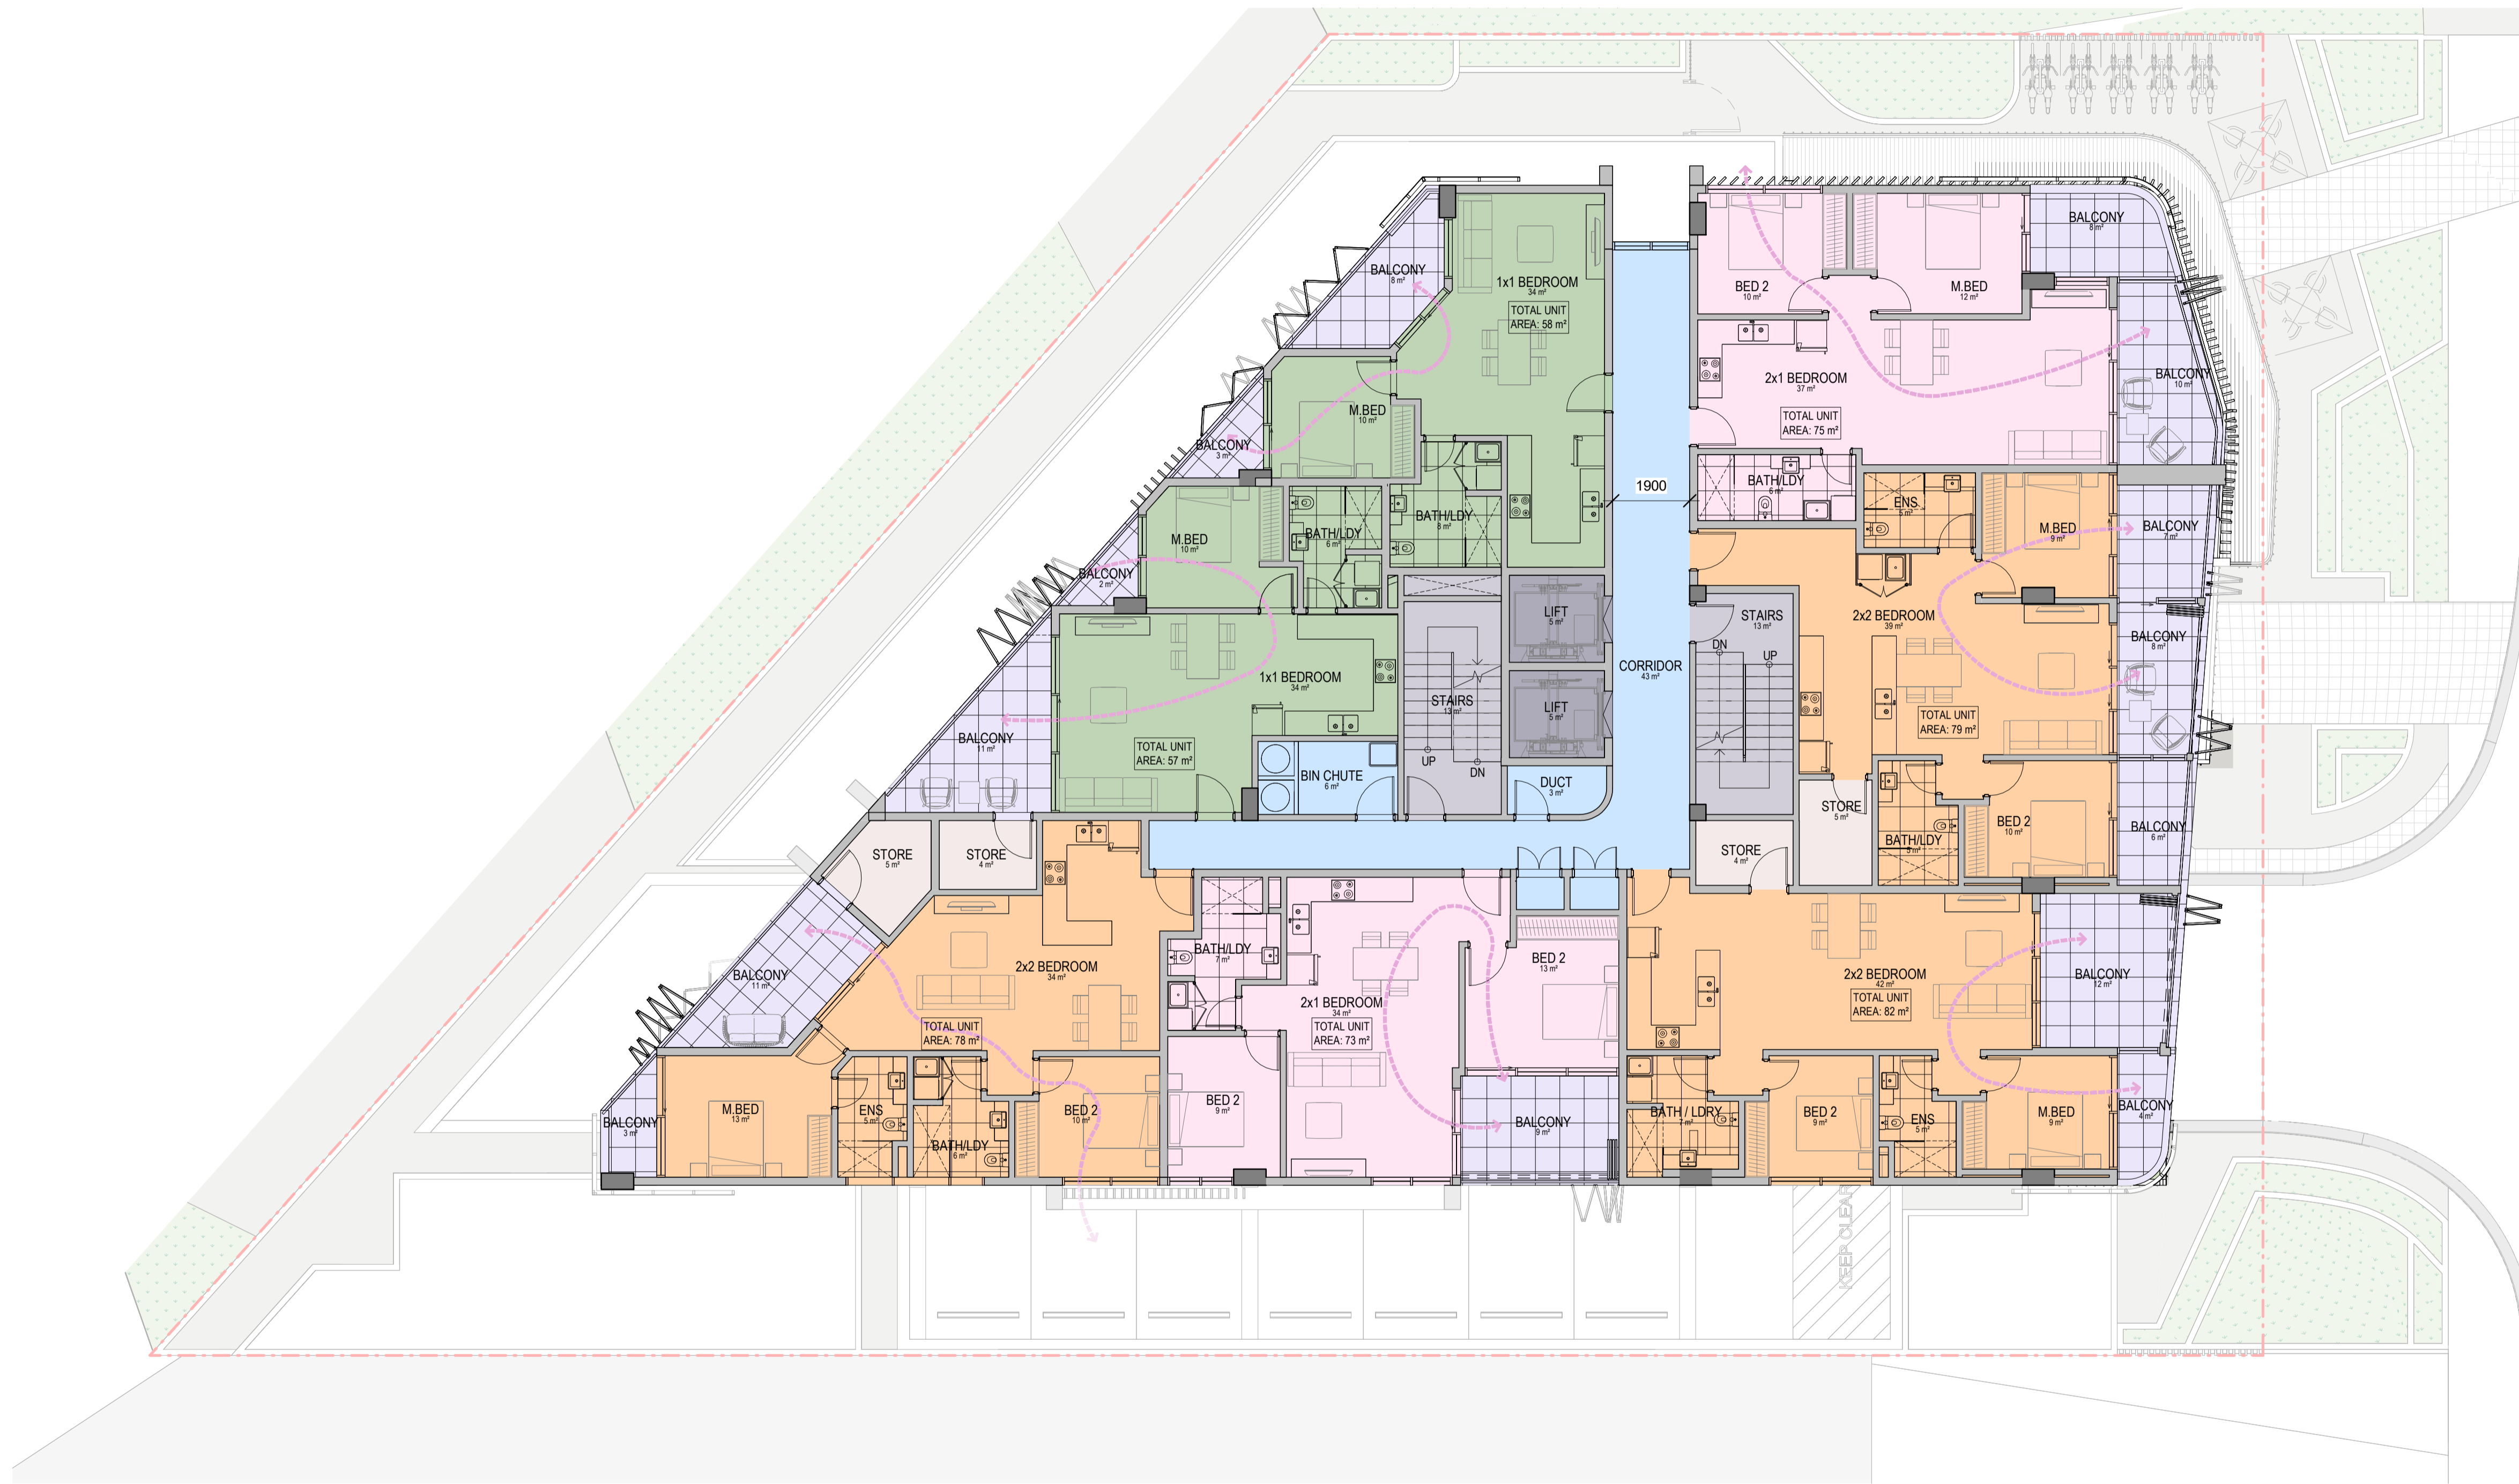 BALCONY
8 m²
1x1 BEDROOM
34 m²
TOTAL UNIT
AREA: 58 m²
M.BED
10 m²
BALCONY
3 m²
BATH/LDY
8 m²
BED 2
10 m²
M.BED
12 m²
BALCONY
8 m²
2x1 BEDROOM
37 m²
TOTAL UNIT
AREA: 75 m²
BALCONY
10 m²
BATH/LDY
6 m²
1900
M.BED
10 m²
BATH/LDY
6 m²
BALCONY
2 m²
1x1 BEDROOM
34 m²
TOTAL UNIT
AREA: 57 m²
BALCONY
11 m²
BIN CHUTE
6 m²
STAIRS
13 m²
UP
DN
LIFT
5 m²
LIFT
5 m²
DUCT
3 m²
CORRIDOR
43 m²
STAIRS
13 m²
DN
UP
ENS
5 m²
M.BED
9 m²
BALCONY
7 m²
2x2 BEDROOM
39 m²
TOTAL UNIT
AREA: 79 m²
BALCONY
8 m²
STORE
5 m²
BATH/LDY
5 m²
BED 2
10 m²
BALCONY
6 m²
STORE
4 m²
STORE
5 m²
STORE
4 m²
BALCONY
11 m²
2x2 BEDROOM
34 m²
TOTAL UNIT
AREA: 78 m²
BALCONY
3 m²
M.BED
13 m²
ENS
5 m²
BATH/LDY
6 m²
BED 2
10 m²
BATH/LDY
7 m²
2x1 BEDROOM
34 m²
TOTAL UNIT
AREA: 73 m²
BED 2
13 m²
BED 2
9 m²
BALCONY
9 m²
2x2 BEDROOM
42 m²
TOTAL UNIT
AREA: 82 m²
BALCONY
12 m²
BATH / LDRY
7 m²
BED 2
9 m²
ENS
5 m²
M.BED
9 m²
BALCONY
4 m²
KEEP CLEAR